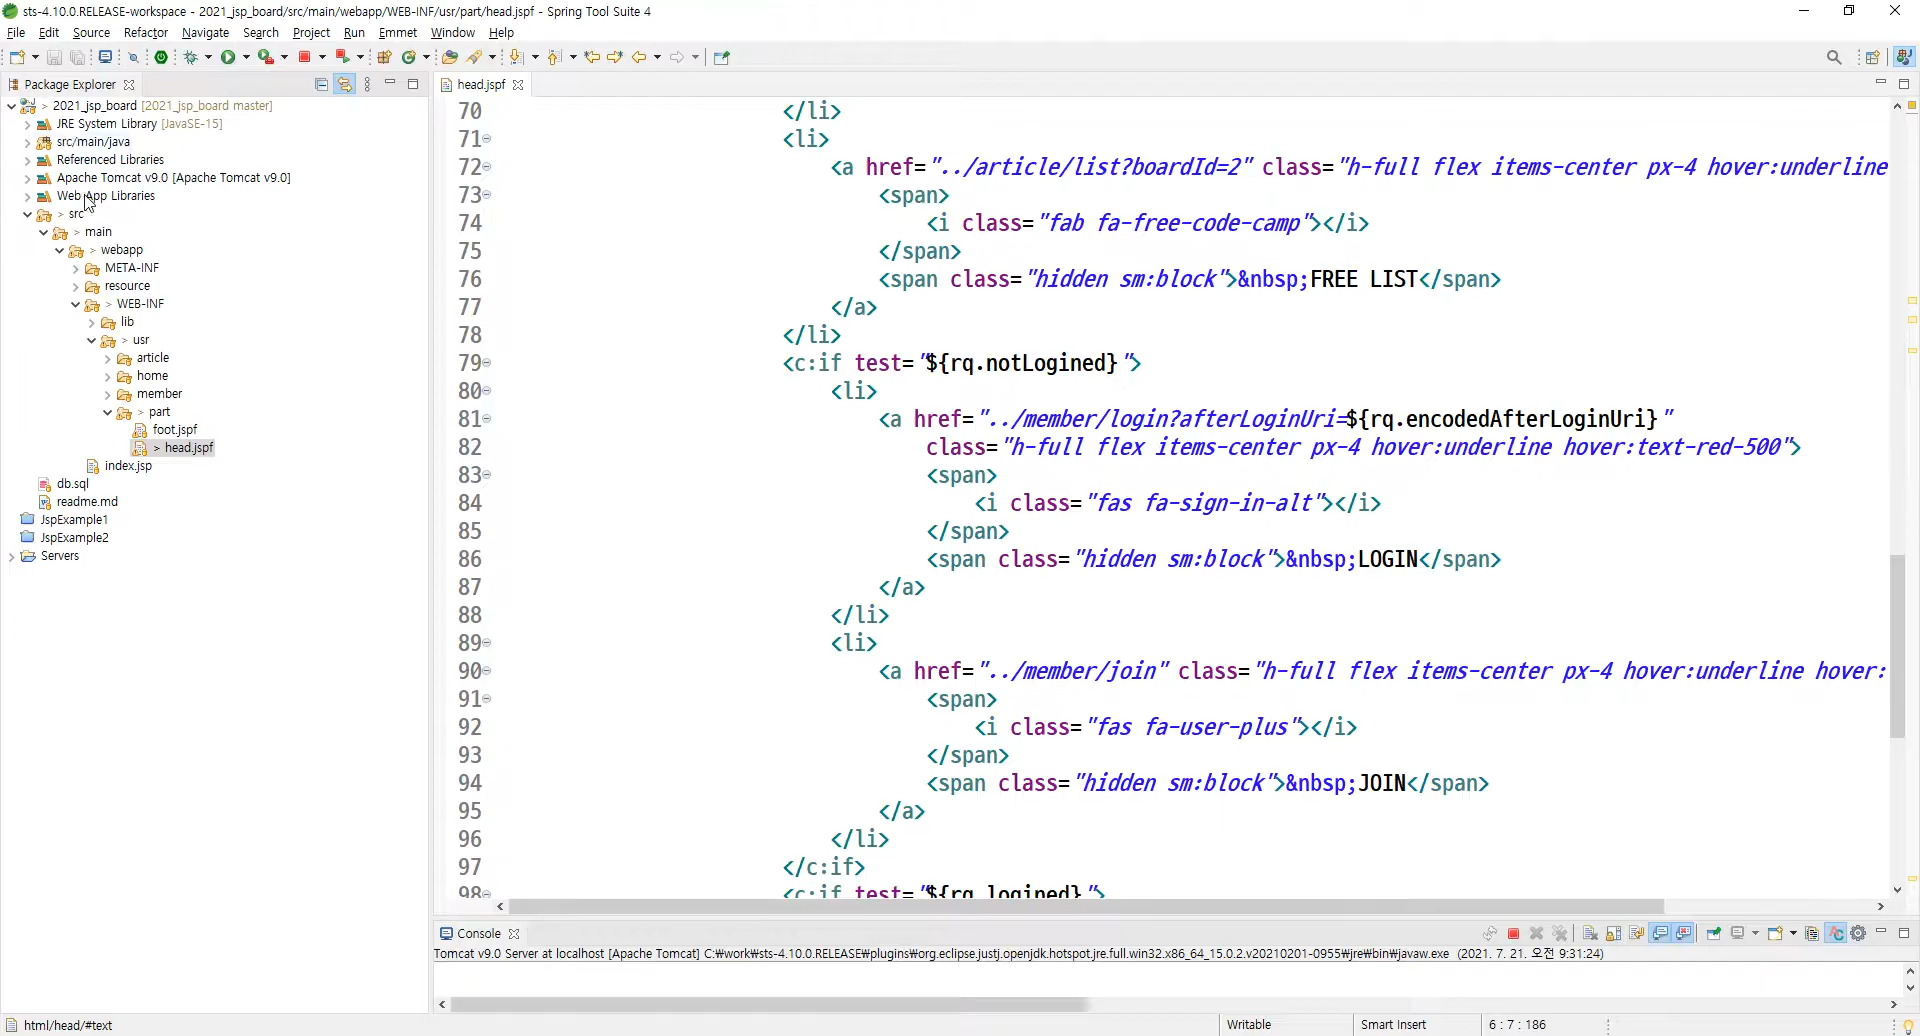 sts-4.10.0.RELEASE-workspace - 2021_jsp_board/src/main/webapp/WEB-INF/usr/part/head.jspf - Spring Tool Suite 4
File Edit Source Refactor Navigate Search Project Run Emmet Window Help
Package Explorer
> 2021_jsp_board [2021_jsp_board master]
JRE System Library [JavaSE-15]
src/main/java
Referenced Libraries
Apache Tomcat v9.0 [Apache Tomcat v9.0]
Web App Libraries
> src
> main
> webapp
META-INF
resource
> WEB-INF
lib
> usr
article
home
member
> part
foot.jspf
> head.jspf
index.jsp
db.sql
readme.md
JspExample1
JspExample2
Servers
head.jspf
70 </li>
71 <li>
72 <a href="../article/list?boardId=2" class="h-full flex items-center px-4 hover:underline
73 <span>
74 <i class="fab fa-free-code-camp"></i>
75 </span>
76 <span class="hidden sm:block">&nbsp;FREE LIST</span>
77 </a>
78 </li>
79 <c:if test="${rq.notLogined}">
80 <li>
81 <a href="../member/login?afterLoginUri=${rq.encodedAfterLoginUri}"
82 class="h-full flex items-center px-4 hover:underline hover:text-red-500">
83 <span>
84 <i class="fas fa-sign-in-alt"></i>
85 </span>
86 <span class="hidden sm:block">&nbsp;LOGIN</span>
87 </a>
88 </li>
89 <li>
90 <a href="../member/join" class="h-full flex items-center px-4 hover:underline hover:
91 <span>
92 <i class="fas fa-user-plus"></i>
93 </span>
94 <span class="hidden sm:block">&nbsp;JOIN</span>
95 </a>
96 </li>
97 </c:if>
98 <c:if test="${rq.logined}">
Console
Tomcat v9.0 Server at localhost [Apache Tomcat] C:₩work₩sts-4.10.0.RELEASE₩plugins₩org.eclipse.justj.openjdk.hotspot.jre.full.win32.x86_64_15.0.2.v20210201-0955₩jre₩bin₩javaw.exe (2021. 7. 21. 오전 9:31:24)
html/head/#text Writable Smart Insert 6 : 7 : 186